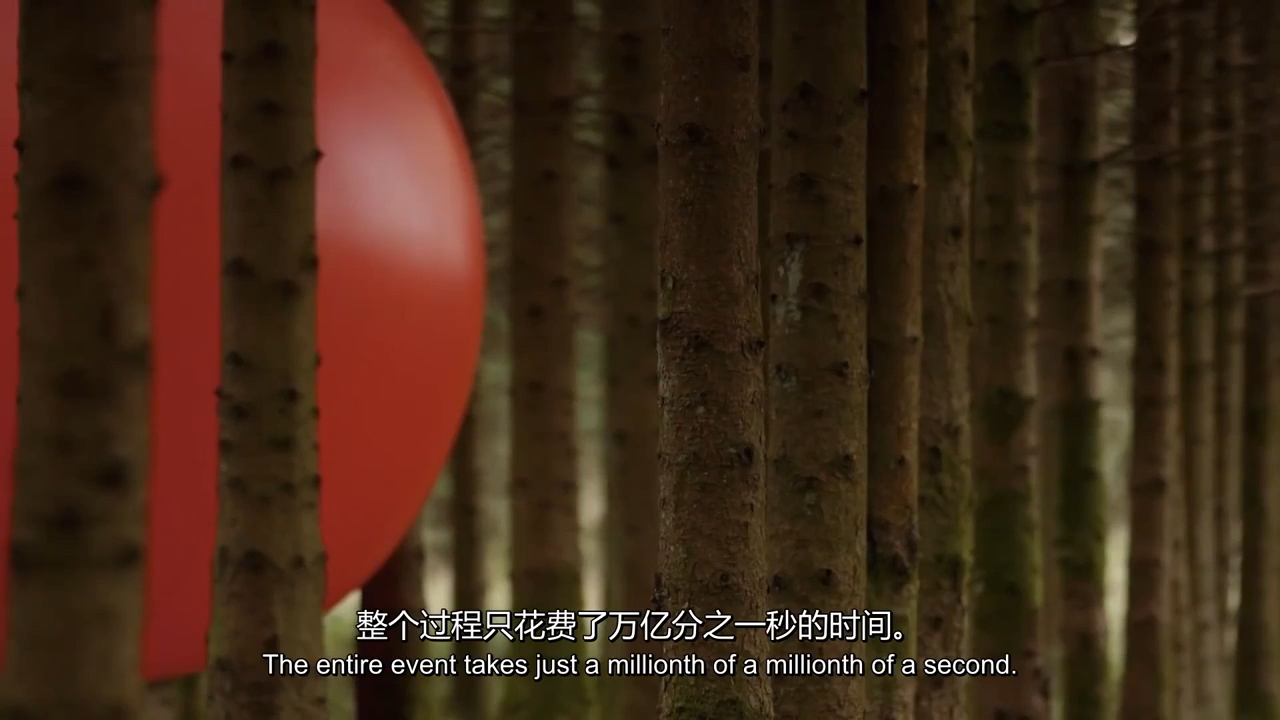 整个过程只花费了万亿分之一秒的时间。
The entire event takes just a millionth of a millionth of a second.